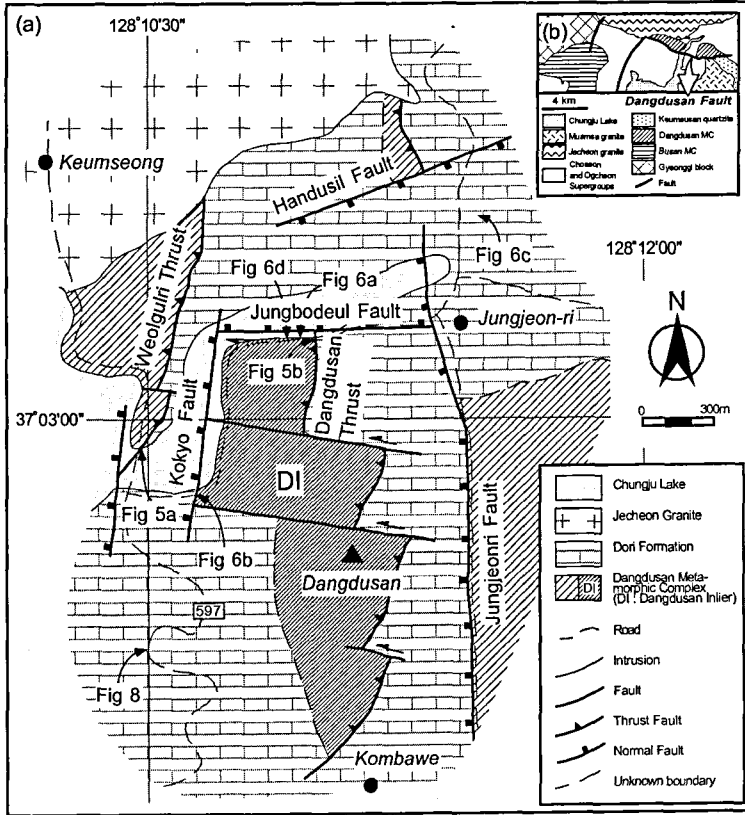 (a)
128°10'30"
(b)
4 km
Dangdusan Fault
Chungju Lake
Muamsa granite
Jecheon granite
Choseon
and Ogcheon
Supergroups
Keumsusan quartzite
Dangdusan MC
Busan MC
Gyeonggi block
Fault
Keumseong
Handusil Fault
Weolgulri Thrust
Fig 6c
128°12'00"
Fig 6d
Fig 6a
Jungbodeul Fault
Jungjeon-ri
N
Fig 5b
Dangdusan
Thrust
Kokyo Fault
37°03'00"
0
300m
DI
Fig 5a
Fig 6b
Dangdusan
Jungjeonri Fault
597
Fig 8
Kombawe
Chungju Lake
Jecheon Granite
Dori Formation
DI
Dangdusan Meta-
morphic Complex
(DI : Dangdusan Inlier)
Road
Intrusion
Fault
Thrust Fault
Normal Fault
Unknown boundary